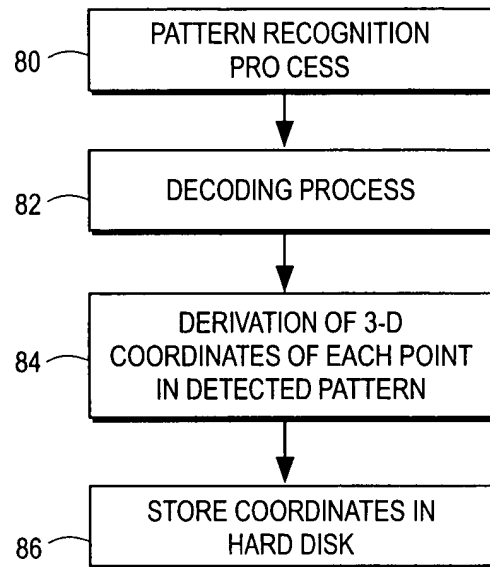 PATTERN RECOGNITION
80
PRO CESS
82
DECODING PROCESS
DERIVATION OF 3-D
84
COORDINATES OF EACH POINT
IN DETECTED PATTERN
STORE COORDINATES IN
86
HARD DISK